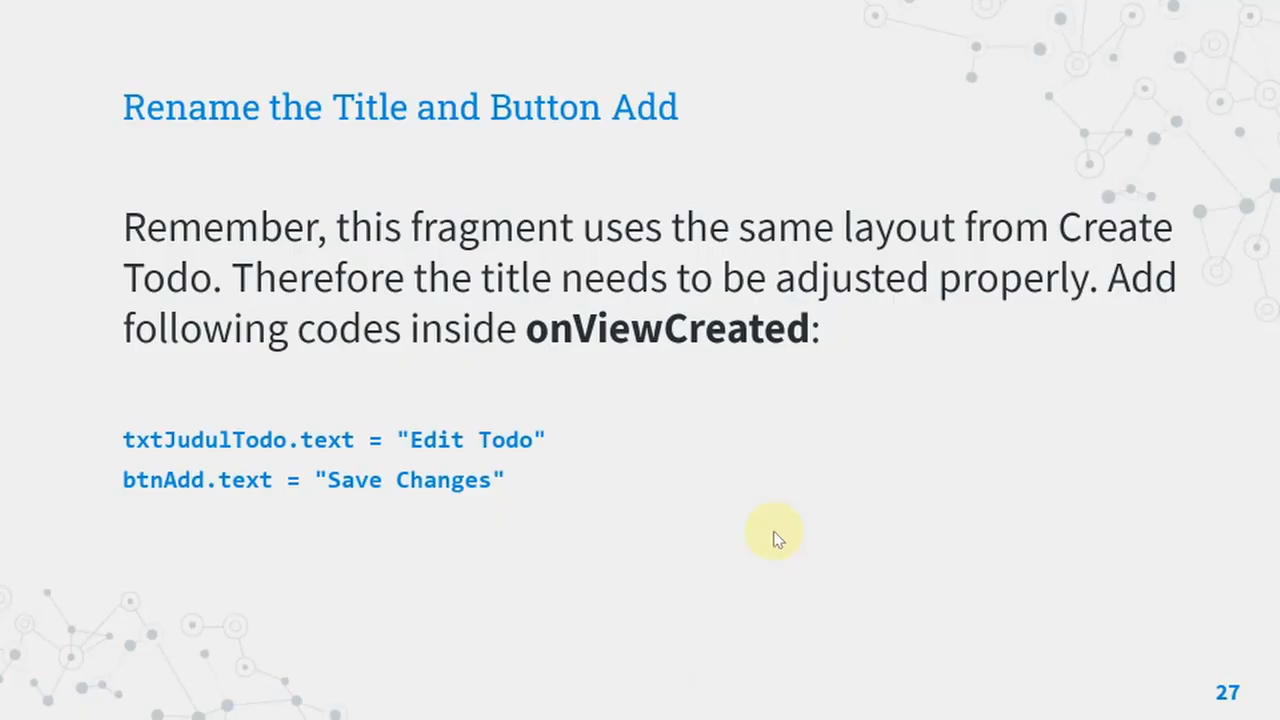 Rename the Title and Button Add
Remember, this fragment uses the same layout from Create
Todo. Therefore the title needs to be adjusted properly. Add
following codes inside onViewCreated:
txtJudulTodo.text = "Edit Todo"
btnAdd.text = "Save Changes"
27